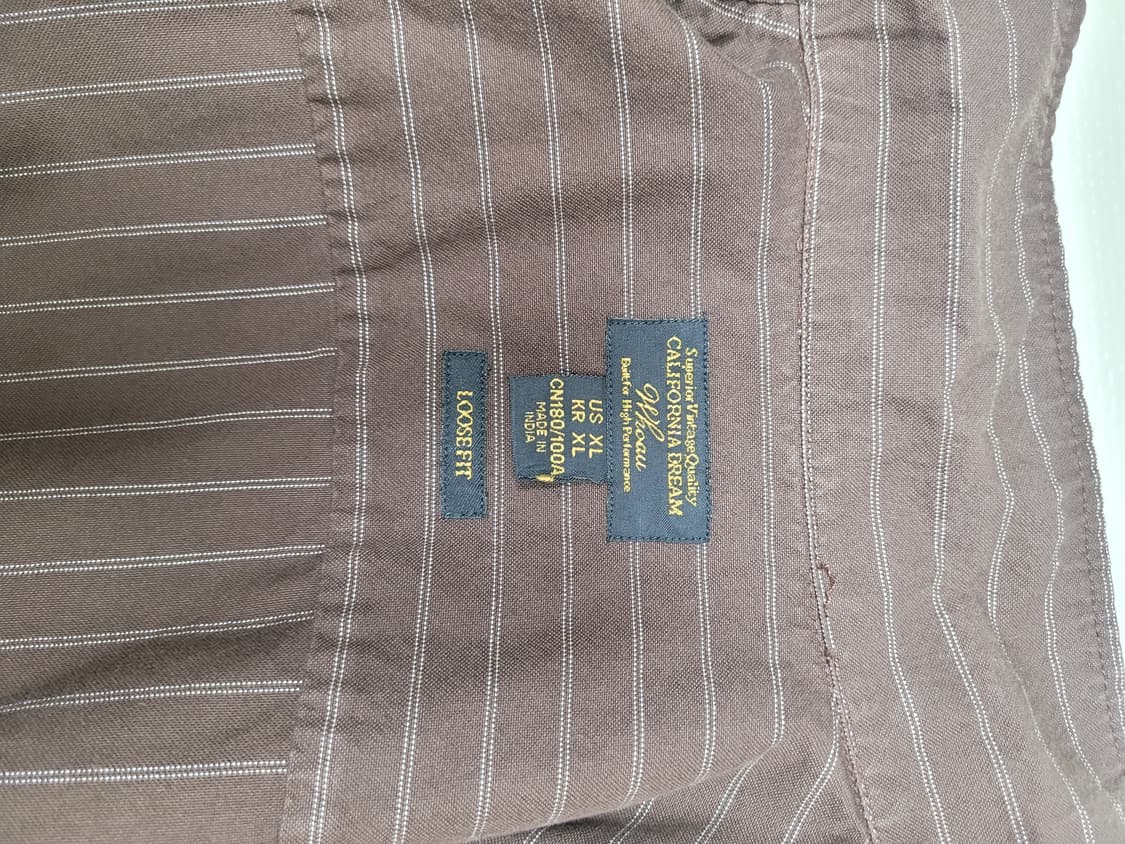 Superior Vintage Quality
CALIFORNIA DREAM
Whoau
Built for High Performance
US XL
KR XL
CN180/100A
MADE IN
INDIA
LOOSE FIT